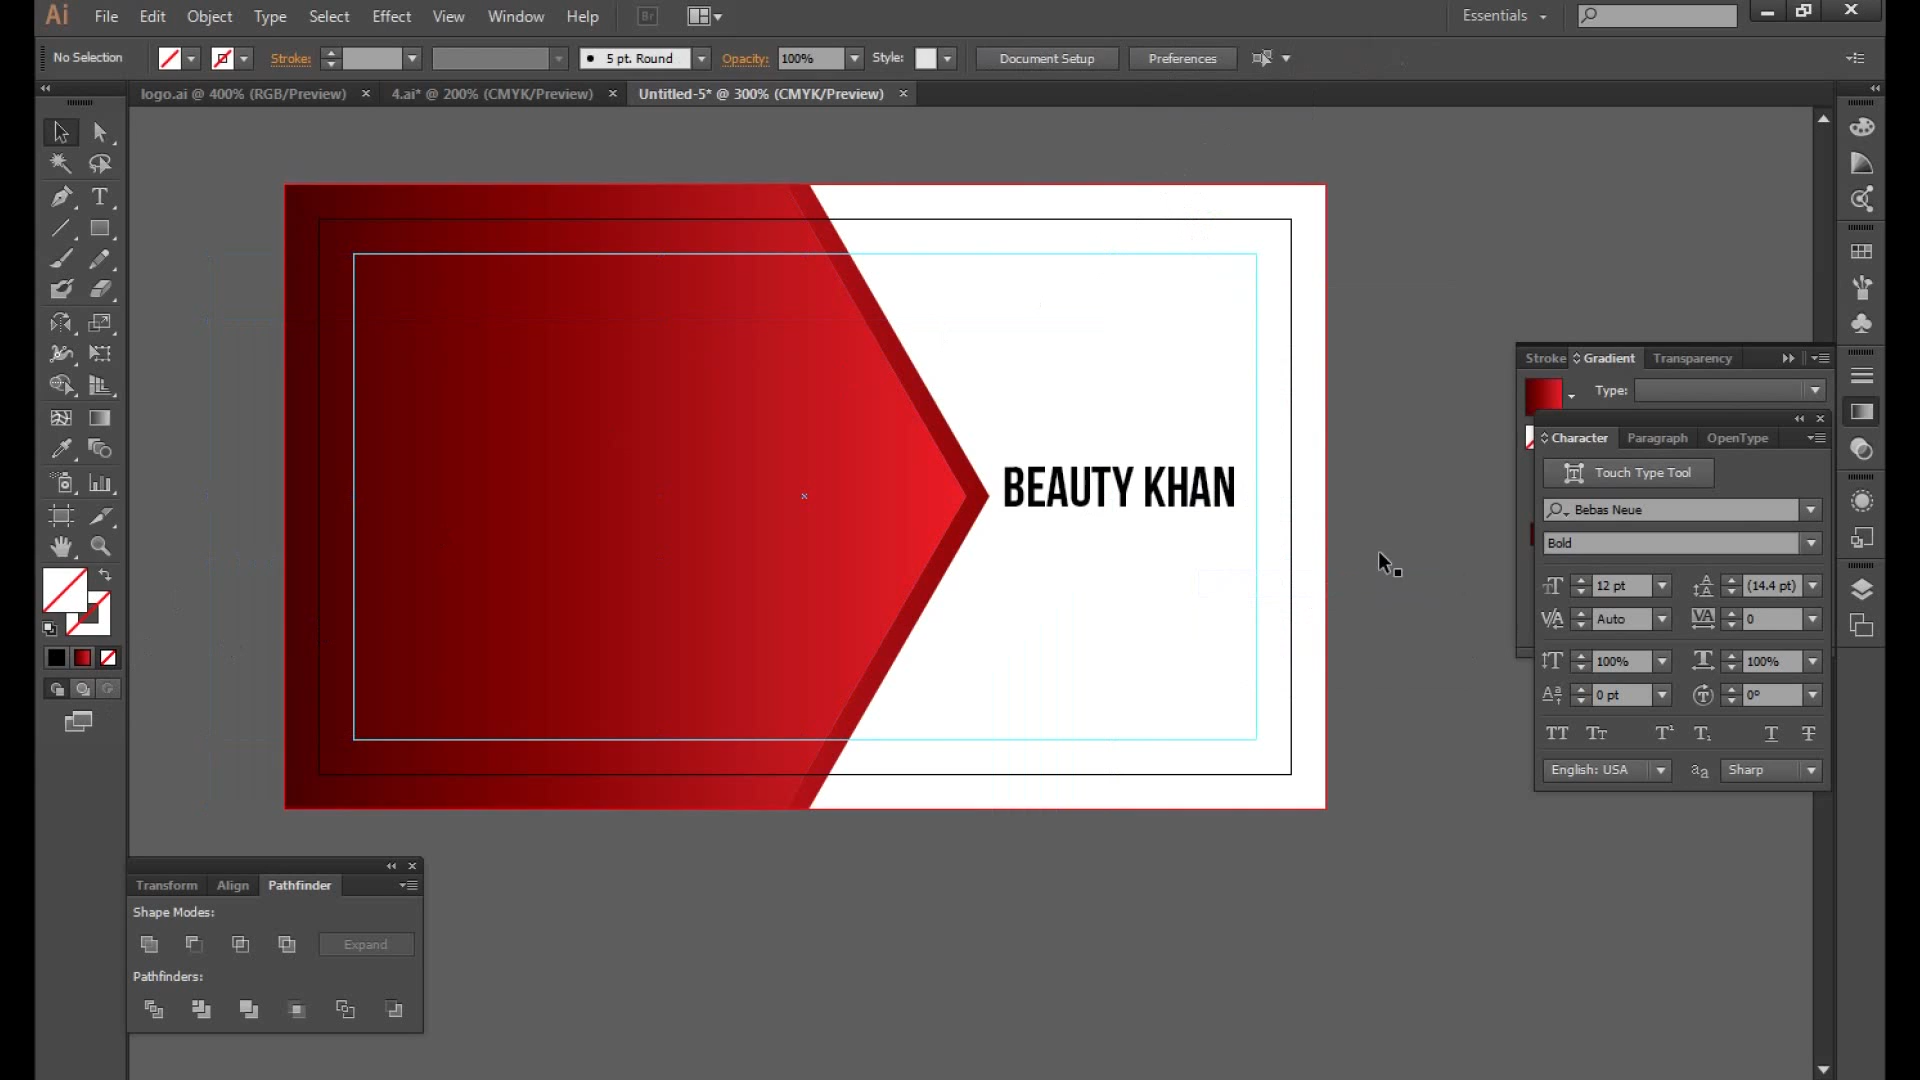 Ai File Edit Object Type Select Effect View Window Help Br Essentials
No Selection Stroke: 5 pt. Round Opacity: 100% Style: Document Setup Preferences
logo.ai @ 400% (RGB/Preview) × 4.ai* @ 200% (CMYK/Preview) × Untitled-5* @ 300% (CMYK/Preview) ×
BEAUTY KHAN
Stroke Gradient Transparency
Type:
Character Paragraph OpenType
Touch Type Tool
Bebas Neue
Bold
12 pt (14.4 pt)
Auto 0
100% 100%
0 pt 0°
English: USA Sharp
Transform Align Pathfinder
Shape Modes:
Expand
Pathfinders: